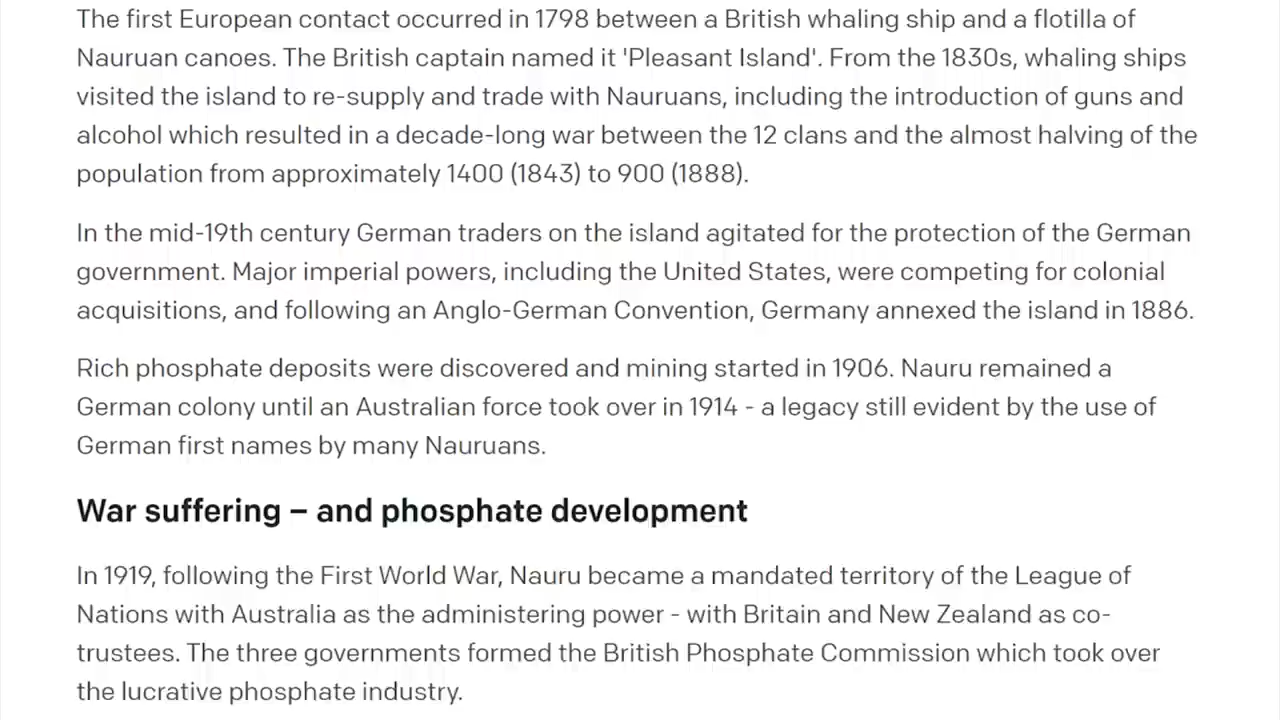 The first European contact occurred in 1798 between a British whaling ship and a flotilla of
Nauruan canoes. The British captain named it 'Pleasant Island'. From the 1830s, whaling ships
visited the island to re-supply and trade with Nauruans, including the introduction of guns and
alcohol which resulted in a decade-long war between the 12 clans and the almost halving of the
population from approximately 1400 (1843) to 900 (1888).
In the mid-19th century German traders on the island agitated for the protection of the German
government. Major imperial powers, including the United States, were competing for colonial
acquisitions, and following an Anglo-German Convention, Germany annexed the island in 1886.
Rich phosphate deposits were discovered and mining started in 1906. Nauru remained a
German colony until an Australian force took over in 1914 - a legacy still evident by the use of
German first names by many Nauruans.
War suffering – and phosphate development
In 1919, following the First World War, Nauru became a mandated territory of the League of
Nations with Australia as the administering power - with Britain and New Zealand as co-
trustees. The three governments formed the British Phosphate Commission which took over
the lucrative phosphate industry.